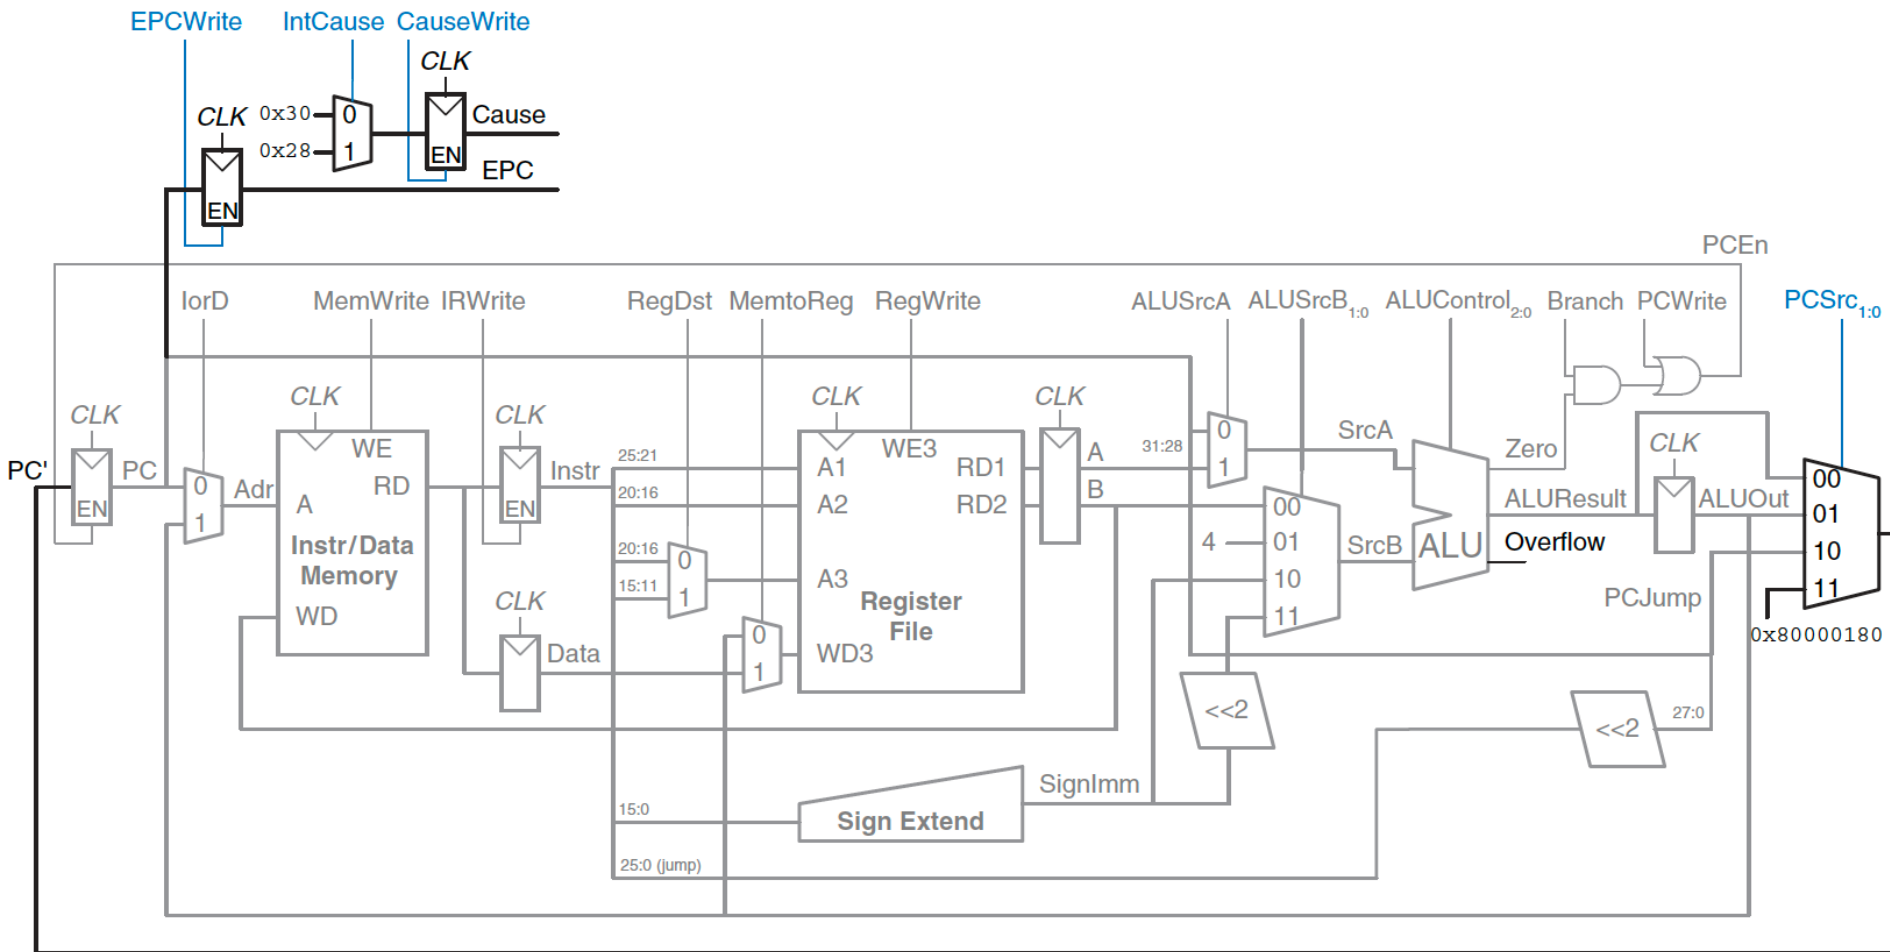 EPCWrite IntCause CauseWrite
CLK
CLK 0x30 0 Cause
0x28 1 EN
EPC
EN
PCEn
IorD MemWrite IRWrite RegDst MemtoReg RegWrite ALUSrcA ALUSrcB1:0 ALUControl2:0 Branch PCWrite PCSrc1:0
CLK CLK CLK CLK CLK
CLK
PC' PC EN
0 1 Adr
WE A RD
Instr/Data
Memory
WD
EN Instr
25:21
20:16
20:16
15:11
0
1
CLK
Data
0
1
WE3
A1 RD1
A2 RD2
A3
Register
File
WD3
A
B
31:28
0
1
SrcA
00
4 01
10
11
SrcB
ALU
Zero
ALUResult
Overflow
CLK
ALUOut
00
01
10
11
PCJump
0x80000180
<<2
<<2
27:0
SignImm
15:0
Sign Extend
25:0 (jump)